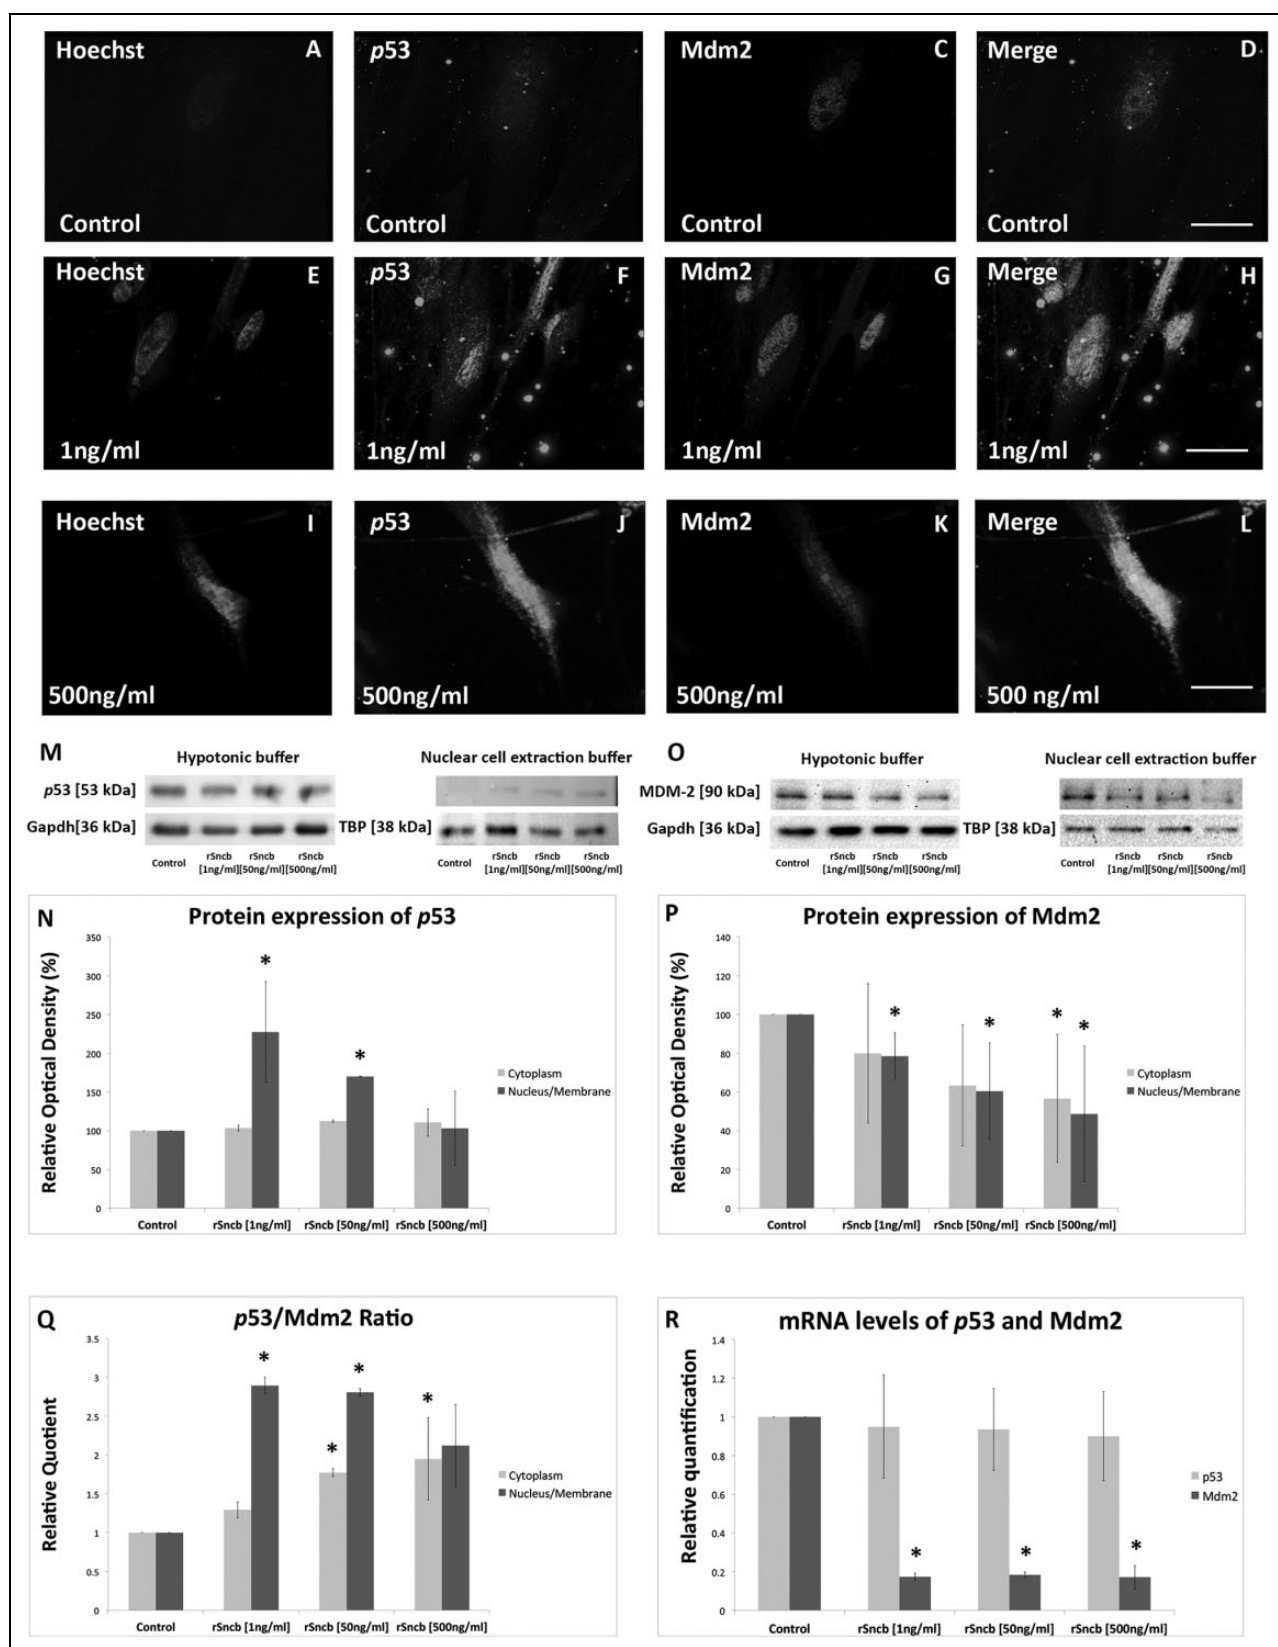 Hoechst A p53 Mdm2 C Merge D
Control Control Control Control
Hoechst E p53 F Mdm2 G Merge H
1ng/ml 1ng/ml 1ng/ml 1ng/ml
Hoechst I p53 J Mdm2 K Merge L
500ng/ml 500ng/ml 500ng/ml 500 ng/ml
M Hypotonic buffer Nuclear cell extraction buffer
p53 [53 kDa]
Gapdh[36 kDa] TBP [38 kDa]
Control rSncb rSncb rSncb Control rSncb rSncb rSncb
[1ng/ml][50ng/ml][500ng/ml] [1ng/ml][50ng/ml][500ng/ml]
O Hypotonic buffer Nuclear cell extraction buffer
MDM-2 [90 kDa]
Gapdh [36 kDa] TBP [38 kDa]
Control rSncb rSncb rSncb Control rSncb rSncb rSncb
[1ng/ml][50ng/ml][500ng/ml] [1ng/ml][50ng/ml][500ng/ml]
N Protein expression of p53
Relative Optical Density (%)
350
300
250
200
150
100
50
0
* *
Cytoplasm
Nucleus/Membrane
Control rSncb [1ng/ml] rSncb [50ng/ml] rSncb [500ng/ml]
P Protein expression of Mdm2
Relative Optical Density (%)
140
120
100
80
60
40
20
0
* * * *
Cytoplasm
Nucleus/Membrane
Control rSncb [1ng/ml] rSncb [50ng/ml] rSncb [500ng/ml]
Q p53/Mdm2 Ratio
Relative Quotient
3.5
3
2.5
2
1.5
1
0.5
0
* * * *
Cytoplasm
Nucleus/Membrane
Control rSncb [1ng/ml] rSncb [50ng/ml] rSncb [500ng/ml]
R mRNA levels of p53 and Mdm2
Relative quantification
1.4
1.2
1
0.8
0.6
0.4
0.2
0
* * *
p53
Mdm2
Control rSncb [1ng/ml] rSncb [50ng/ml] rSncb [500ng/ml]